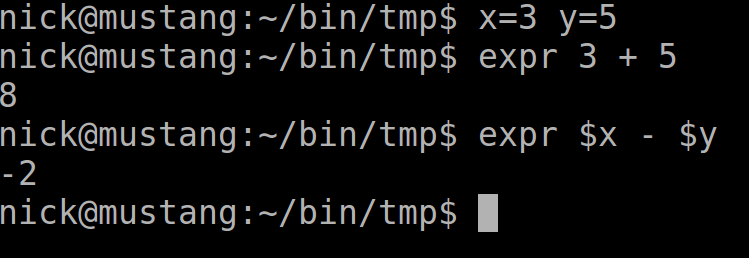 nick@mustang:~/bin/tmp$ x=3 y=5
nick@mustang:~/bin/tmp$ expr 3 + 5
8
nick@mustang:~/bin/tmp$ expr $x - $y
-2
nick@mustang:~/bin/tmp$